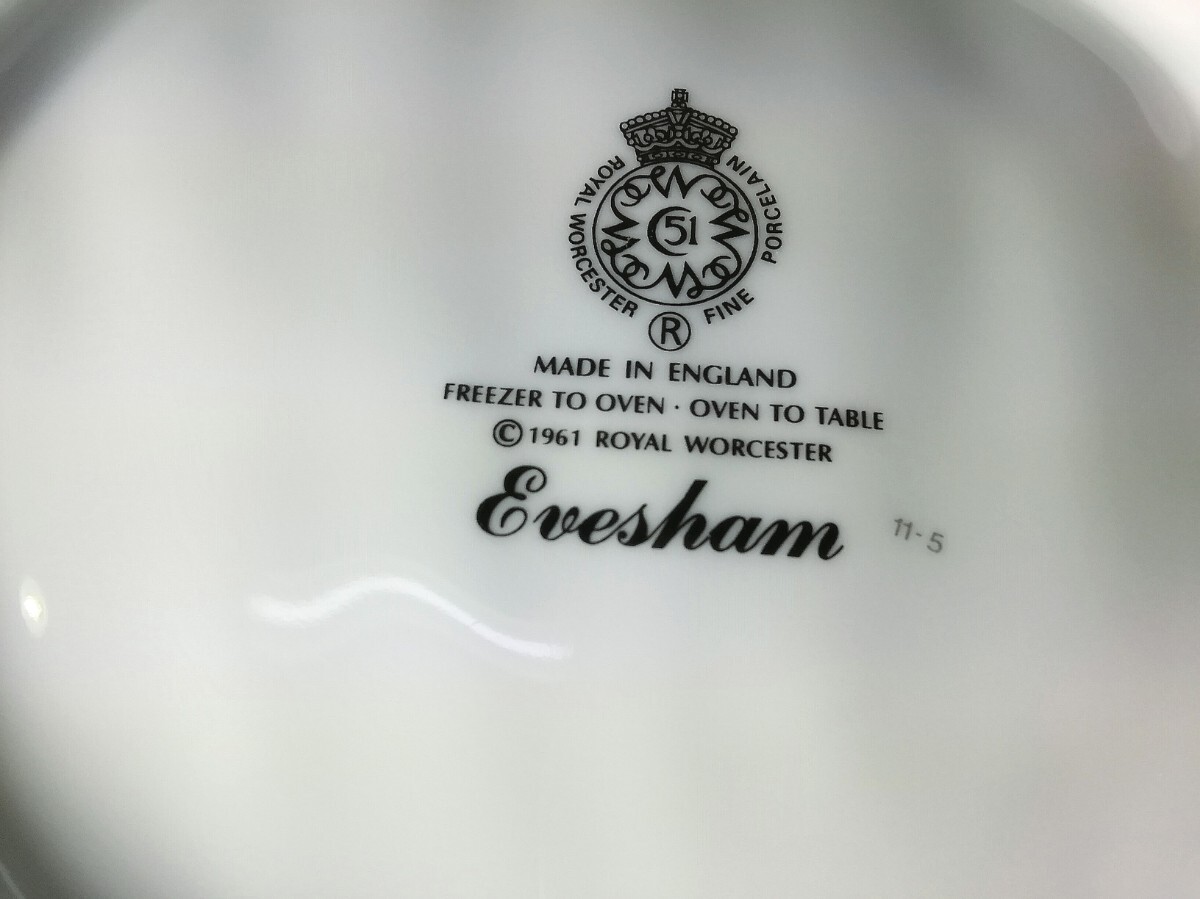 ROYAL WORCESTER FINE PORCELAIN
51
®
MADE IN ENGLAND
FREEZER TO OVEN · OVEN TO TABLE
© 1961 ROYAL WORCESTER
Evesham
11-5